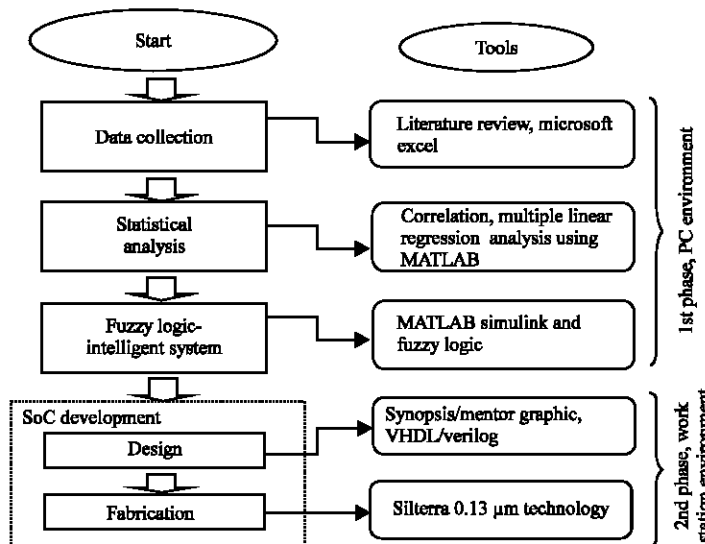 Start
Tools
Data collection
Literature review, microsoft
excel
Statistical
analysis
Correlation, multiple linear
regression analysis using
MATLAB
Fuzzy logic-
intelligent system
MATLAB simulink and
fuzzy logic
1st phase, PC environment
SoC development
Design
Synopsis/mentor graphic,
VHDL/verilog
Fabrication
Silterra 0.13 µm technology
2nd phase, work
station environment